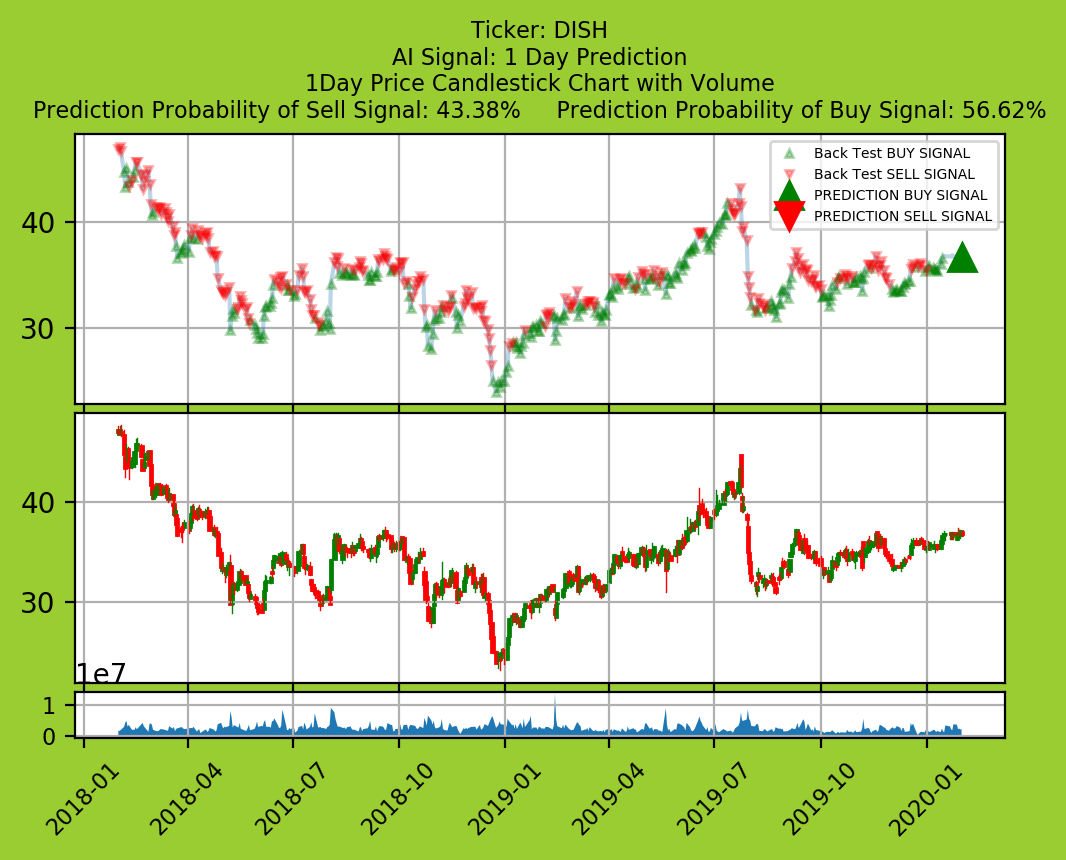 Ticker: DISH
AI Signal: 1 Day Prediction
1Day Price Candlestick Chart with Volume
Prediction Probability of Sell Signal: 43.38% Prediction Probability of Buy Signal: 56.62%
Back Test BUY SIGNAL
Back Test SELL SIGNAL
PREDICTION BUY SIGNAL
PREDICTION SELL SIGNAL
40
30
40
30
1e7
1
0
2018-01 2018-04 2018-07 2018-10 2019-01 2019-04 2019-07 2019-10 2020-01